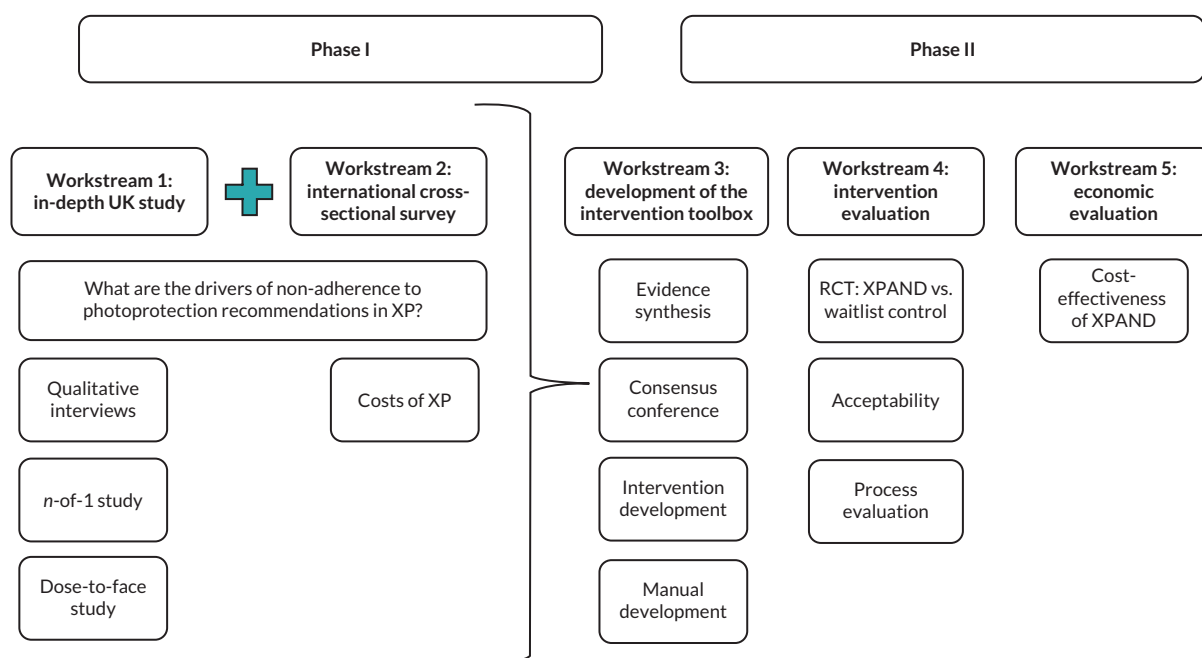 Phase I
Phase II
Workstream 1:
in-depth UK study
Workstream 2:
international cross-
sectional survey
What are the drivers of non-adherence to
photoprotection recommendations in XP?
Qualitative
interviews
n-of-1 study
Dose-to-face
study
Costs of XP
Workstream 3:
development of the
intervention toolbox
Evidence
synthesis
Consensus
conference
Intervention
development
Manual
development
Workstream 4:
intervention
evaluation
RCT: XPAND vs.
waitlist control
Acceptability
Process
evaluation
Workstream 5:
economic
evaluation
Cost-
effectiveness
of XPAND